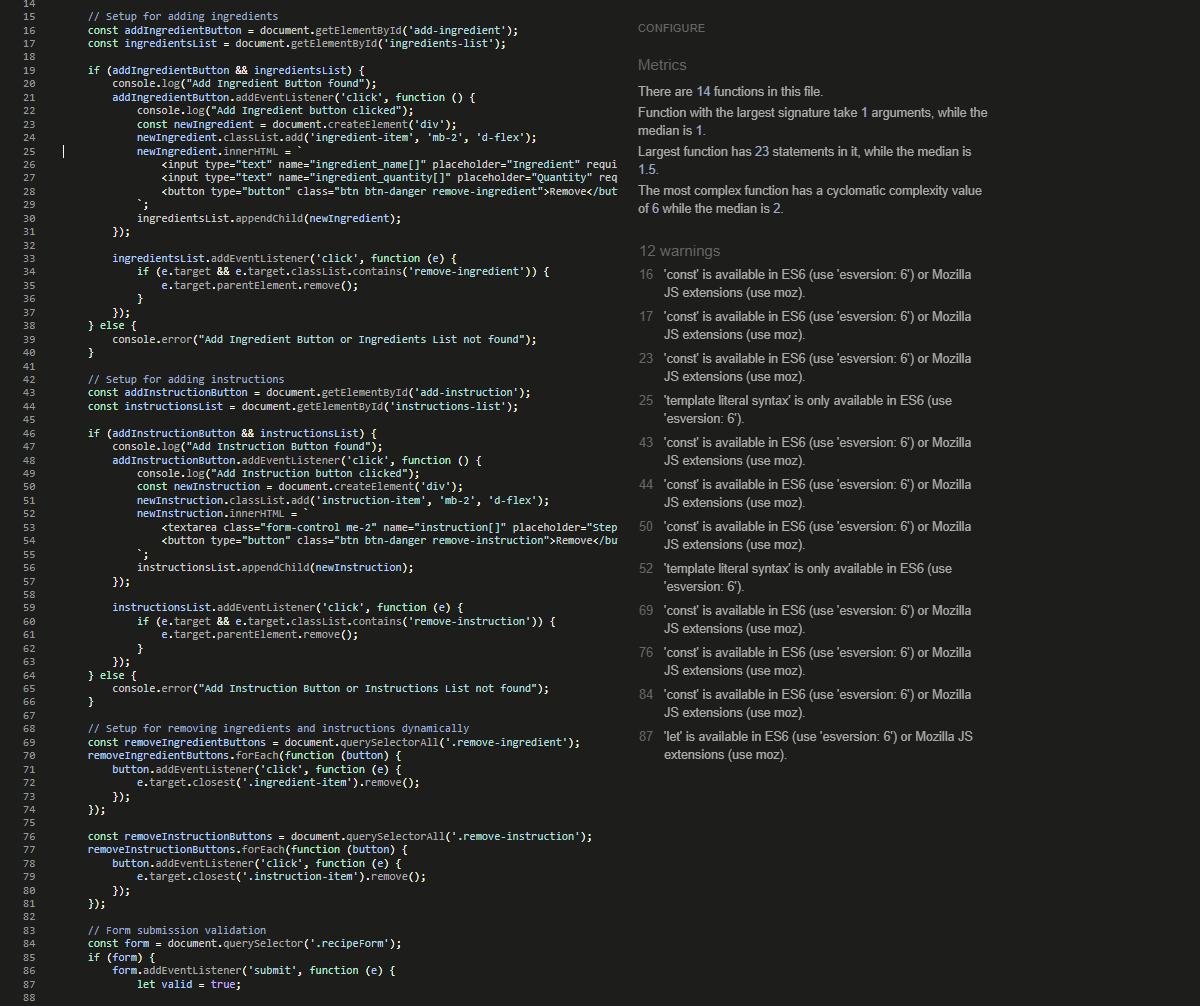 14
15 // Setup for adding ingredients
16 const addIngredientButton = document.getElementById('add-ingredient');
17 const ingredientsList = document.getElementById('ingredients-list');
18
19 if (addIngredientButton && ingredientsList) {
20 console.log("Add Ingredient Button found");
21 addIngredientButton.addEventListener('click', function () {
22 console.log("Add Ingredient button clicked");
23 const newIngredient = document.createElement('div');
24 newIngredient.classList.add('ingredient-item', 'mb-2', 'd-flex');
25 newIngredient.innerHTML = `
26 <input type="text" name="ingredient_name[]" placeholder="Ingredient" requi
27 <input type="text" name="ingredient_quantity[]" placeholder="Quantity" req
28 <button type="button" class="btn btn-danger remove-ingredient">Remove</but
29 `;
30 ingredientsList.appendChild(newIngredient);
31 });
32
33 ingredientsList.addEventListener('click', function (e) {
34 if (e.target && e.target.classList.contains('remove-ingredient')) {
35 e.target.parentElement.remove();
36 }
37 });
38 } else {
39 console.error("Add Ingredient Button or Ingredients List not found");
40 }
41
42 // Setup for adding instructions
43 const addInstructionButton = document.getElementById('add-instruction');
44 const instructionsList = document.getElementById('instructions-list');
45
46 if (addInstructionButton && instructionsList) {
47 console.log("Add Instruction Button found");
48 addInstructionButton.addEventListener('click', function () {
49 console.log("Add Instruction button clicked");
50 const newInstruction = document.createElement('div');
51 newInstruction.classList.add('instruction-item', 'mb-2', 'd-flex');
52 newInstruction.innerHTML = `
53 <textarea class="form-control me-2" name="instruction[]" placeholder="Step
54 <button type="button" class="btn btn-danger remove-instruction">Remove</bu
55 `;
56 instructionsList.appendChild(newInstruction);
57 });
58
59 instructionsList.addEventListener('click', function (e) {
60 if (e.target && e.target.classList.contains('remove-instruction')) {
61 e.target.parentElement.remove();
62 }
63 });
64 } else {
65 console.error("Add Instruction Button or Instructions List not found");
66 }
67
68 // Setup for removing ingredients and instructions dynamically
69 const removeIngredientButtons = document.querySelectorAll('.remove-ingredient');
70 removeIngredientButtons.forEach(function (button) {
71 button.addEventListener('click', function (e) {
72 e.target.closest('.ingredient-item').remove();
73 });
74 });
75
76 const removeInstructionButtons = document.querySelectorAll('.remove-instruction');
77 removeInstructionButtons.forEach(function (button) {
78 button.addEventListener('click', function (e) {
79 e.target.closest('.instruction-item').remove();
80 });
81 });
82
83 // Form submission validation
84 const form = document.querySelector('.recipeForm');
85 if (form) {
86 form.addEventListener('submit', function (e) {
87 let valid = true;
88
CONFIGURE
Metrics
There are 14 functions in this file.
Function with the largest signature take 1 arguments, while the
median is 1.
Largest function has 23 statements in it, while the median is
1.5.
The most complex function has a cyclomatic complexity value
of 6 while the median is 2.
12 warnings
16 'const' is available in ES6 (use 'esversion: 6') or Mozilla
JS extensions (use moz).
17 'const' is available in ES6 (use 'esversion: 6') or Mozilla
JS extensions (use moz).
23 'const' is available in ES6 (use 'esversion: 6') or Mozilla
JS extensions (use moz).
25 'template literal syntax' is only available in ES6 (use
'esversion: 6').
43 'const' is available in ES6 (use 'esversion: 6') or Mozilla
JS extensions (use moz).
44 'const' is available in ES6 (use 'esversion: 6') or Mozilla
JS extensions (use moz).
50 'const' is available in ES6 (use 'esversion: 6') or Mozilla
JS extensions (use moz).
52 'template literal syntax' is only available in ES6 (use
'esversion: 6').
69 'const' is available in ES6 (use 'esversion: 6') or Mozilla
JS extensions (use moz).
76 'const' is available in ES6 (use 'esversion: 6') or Mozilla
JS extensions (use moz).
84 'const' is available in ES6 (use 'esversion: 6') or Mozilla
JS extensions (use moz).
87 'let' is available in ES6 (use 'esversion: 6') or Mozilla JS
extensions (use moz).